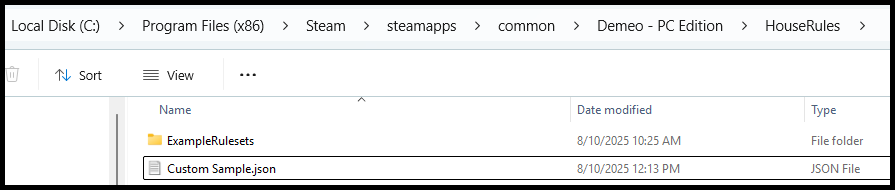 Local Disk (C:) > Program Files (x86) > Steam > steamapps > common > Demeo - PC Edition > HouseRules >
Sort View •••
Name Date modified Type
ExampleRulesets 8/10/2025 10:25 AM File folder
Custom Sample.json 8/10/2025 12:13 PM JSON File